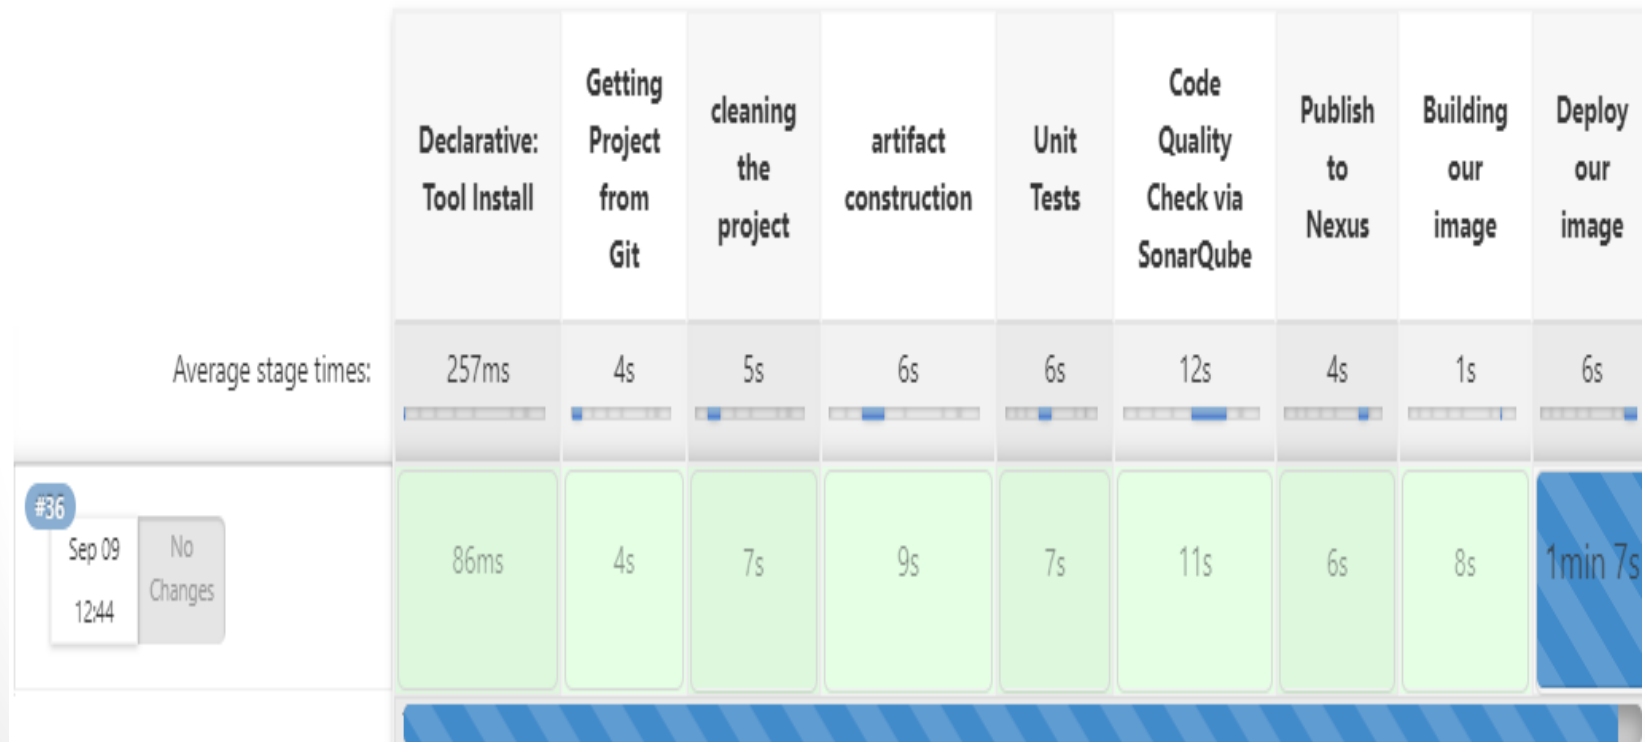 Declarative:
Tool Install
Getting
Project
from
Git
cleaning
the
project
artifact
construction
Unit
Tests
Code
Quality
Check via
SonarQube
Publish
to
Nexus
Building
our
image
Deploy
our
image
Average stage times:
257ms
4s
5s
6s
6s
12s
4s
1s
6s
#36
Sep 09
12:44
No
Changes
86ms
4s
7s
9s
7s
11s
6s
8s
1min 7s